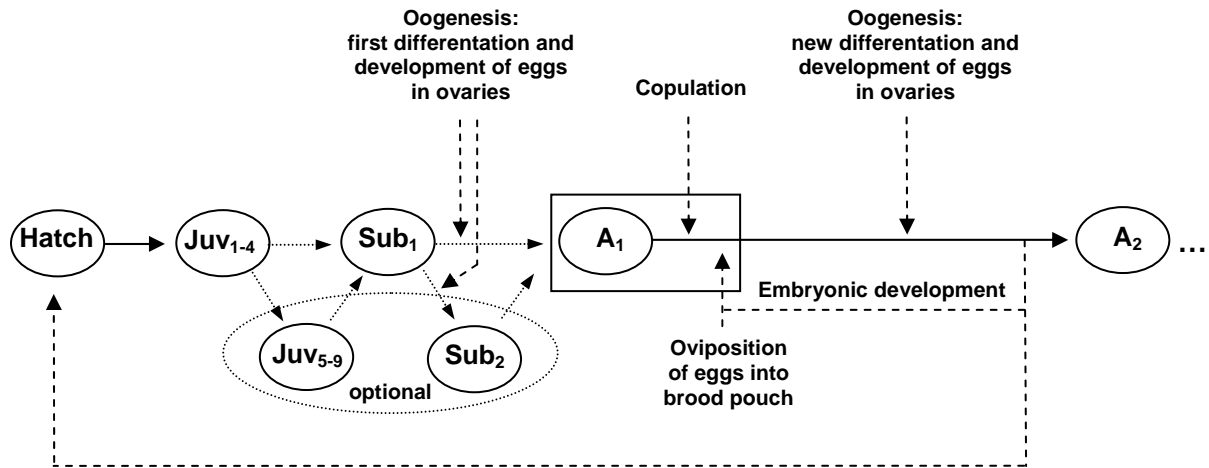 Oogenesis:
first differentation and
development of eggs
in ovaries
Copulation
Oogenesis:
new differentation and
development of eggs
in ovaries
Hatch
Juv₁₋₄
Sub₁
A₁
A₂
...
Embryonic development
Juv₅₋₉
Sub₂
optional
Oviposition
of eggs into
brood pouch